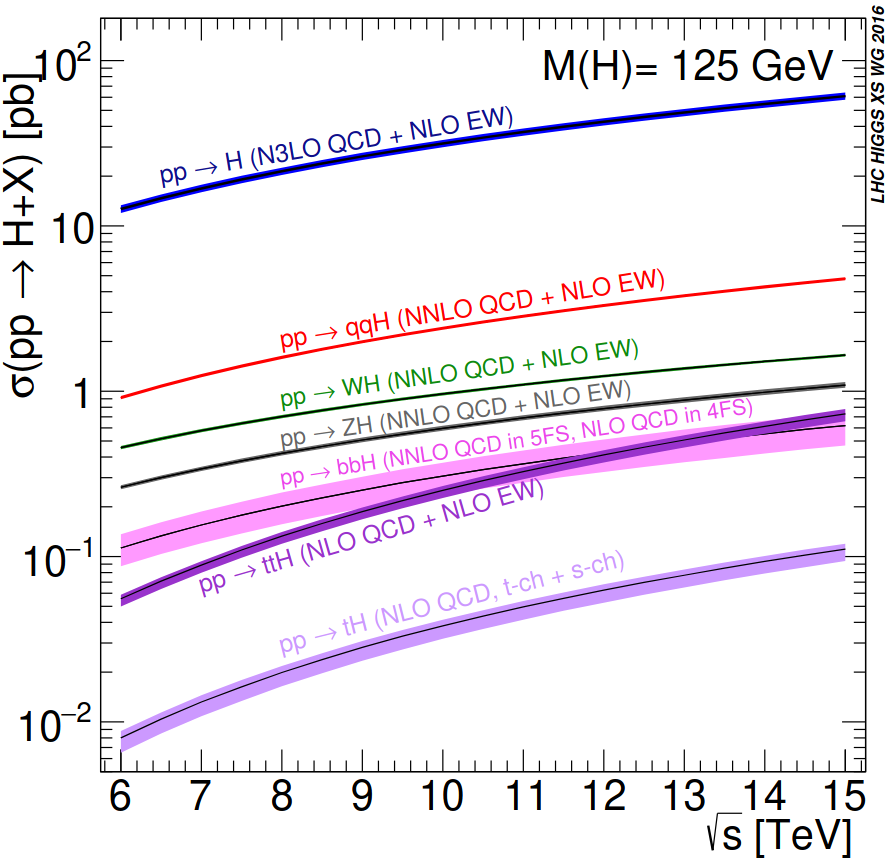 M(H)= 125 GeV
LHC HIGGS XS WG 2016
σ(pp → H+X) [pb]
10²
10
1
10⁻¹
10⁻²
pp → H (N3LO QCD + NLO EW)
pp → qqH (NNLO QCD + NLO EW)
pp → WH (NNLO QCD + NLO EW)
pp → ZH (NNLO QCD + NLO EW)
pp → bbH (NNLO QCD in 5FS, NLO QCD in 4FS)
pp → ttH (NLO QCD + NLO EW)
pp → tH (NLO QCD, t-ch + s-ch)
6 7 8 9 10 11 12 13 14 15
√s [TeV]